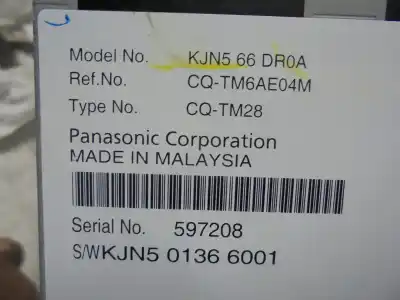 Model No. KJN5 66 DR0A
Ref.No. CQ-TM6AE04M
Type No. CQ-TM28
Panasonic Corporation
MADE IN MALAYSIA
Serial No. 597208
S/WKJN5 0136 6001